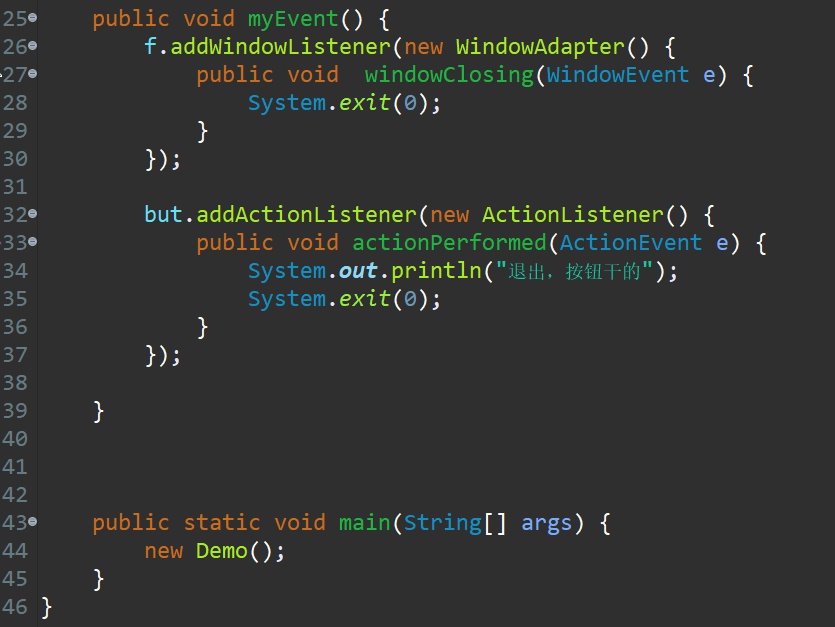 25 public void myEvent() {
26 f.addWindowListener(new WindowAdapter() {
27 public void  windowClosing(WindowEvent e) {
28 System.exit(0);
29 }
30 });
31
32 but.addActionListener(new ActionListener() {
33 public void actionPerformed(ActionEvent e) {
34 System.out.println("退出，按钮干的");
35 System.exit(0);
36 }
37 });
38
39 }
40
41
42
43 public static void main(String[] args) {
44 new Demo();
45 }
46 }